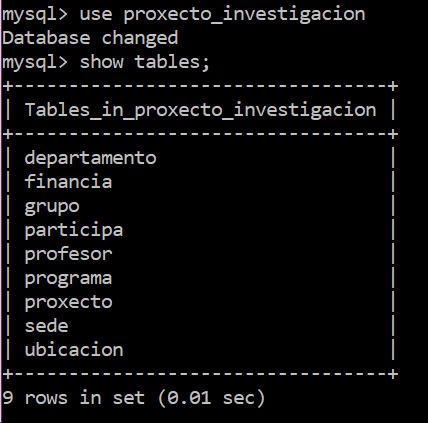 mysql> use proxecto_investigacion
Database changed
mysql> show tables;
+----------------------------------+
| Tables_in_proxecto_investigacion |
+----------------------------------+
| departamento                     |
| financia                         |
| grupo                            |
| participa                        |
| profesor                         |
| programa                         |
| proxecto                         |
| sede                             |
| ubicacion                        |
+----------------------------------+
9 rows in set (0.01 sec)